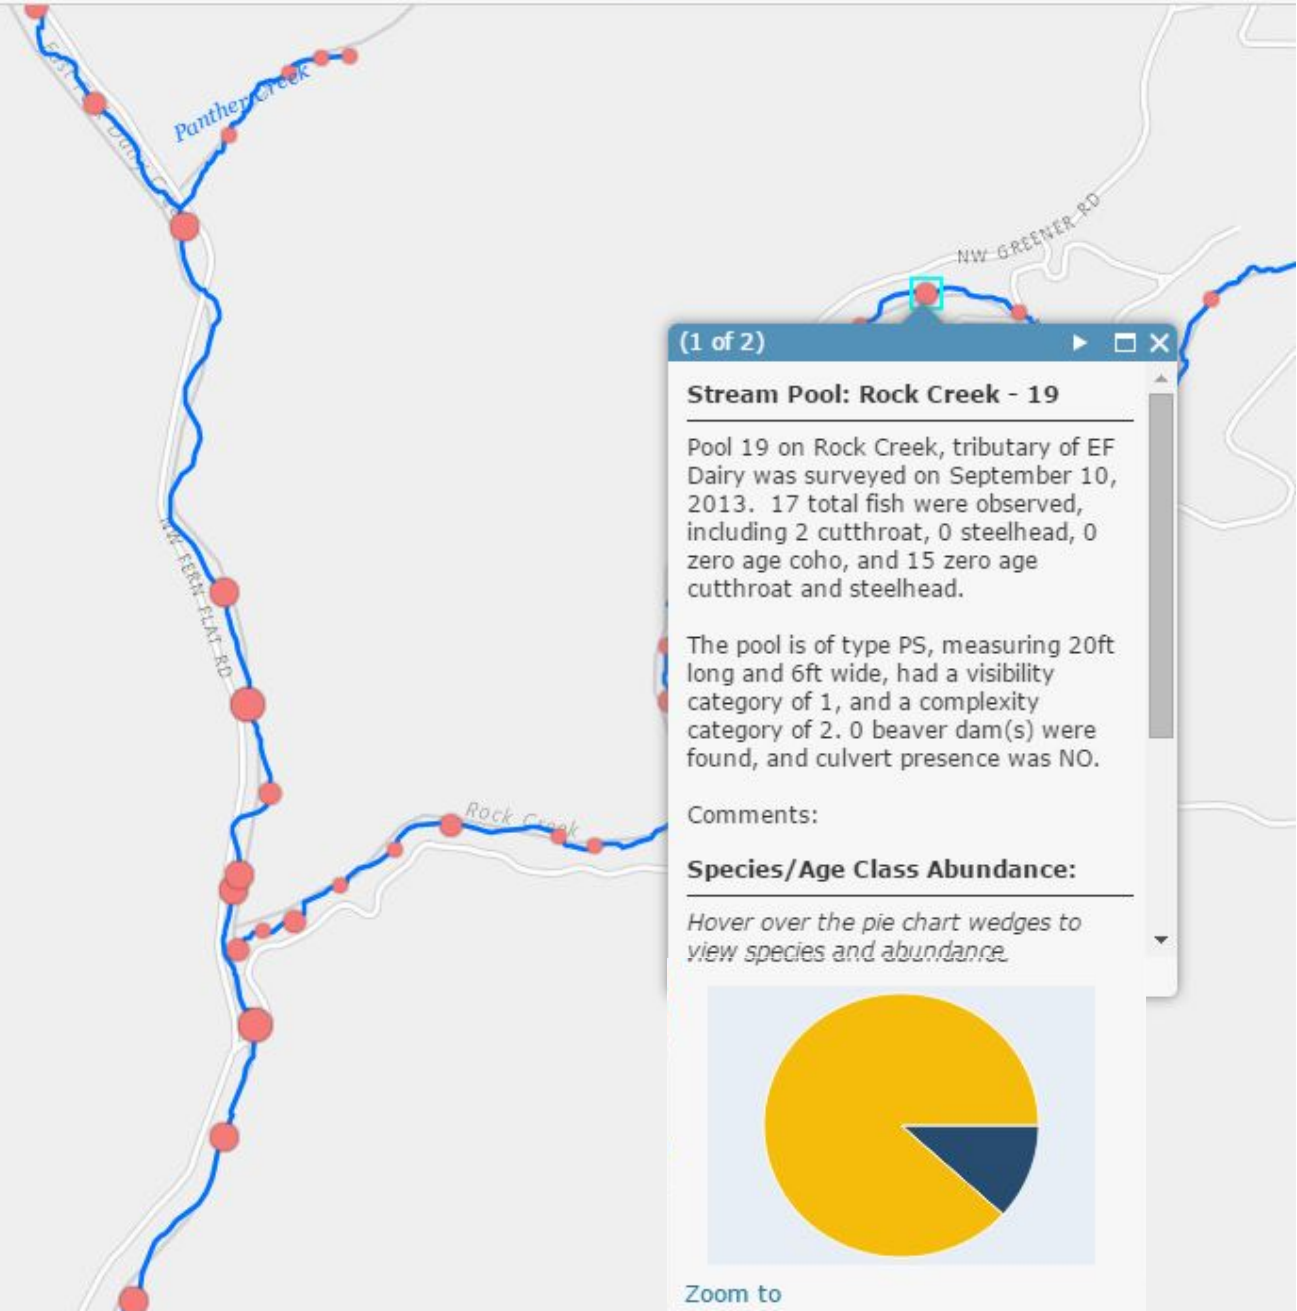 East Fork Dairy Creek
Panther Creek
NW GREENER RD
(1 of 2)
Stream Pool: Rock Creek - 19
Pool 19 on Rock Creek, tributary of EF
Dairy was surveyed on September 10,
2013.  17 total fish were observed,
including 2 cutthroat, 0 steelhead, 0
zero age coho, and 15 zero age
cutthroat and steelhead.
The pool is of type PS, measuring 20ft
long and 6ft wide, had a visibility
category of 1, and a complexity
category of 2. 0 beaver dam(s) were
found, and culvert presence was NO.
Comments:
Species/Age Class Abundance:
Hover over the pie chart wedges to
view species and abundance.
Zoom to
NW FERN FLAT RD
Rock Creek